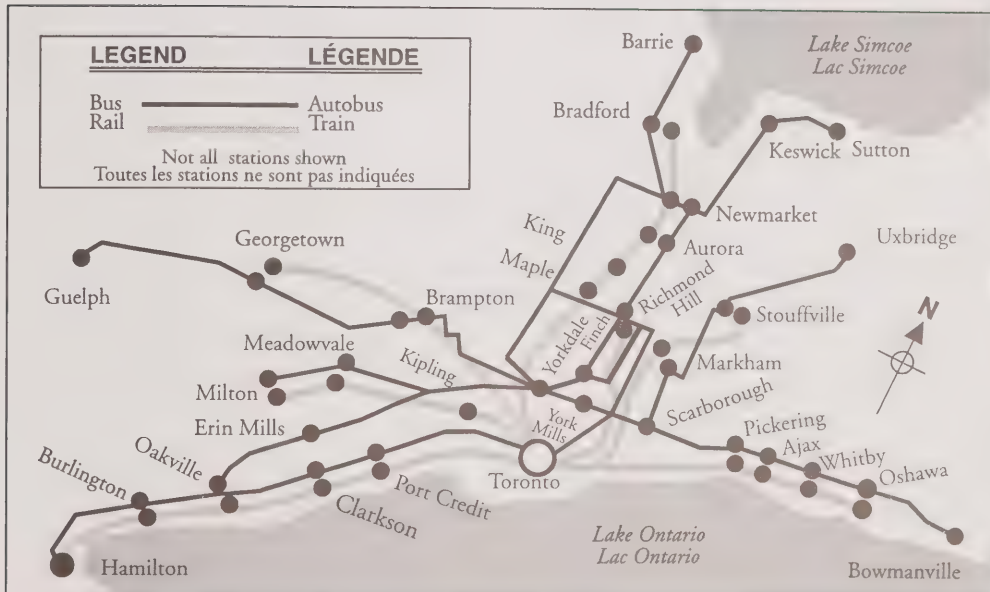 LEGEND LÉGENDE
Bus Autobus
Rail Train
Not all stations shown
Toutes les stations ne sont pas indiquées
Barrie
Lake Simcoe
Lac Simcoe
Bradford
Keswick Sutton
Newmarket
King
Aurora
Uxbridge
Georgetown
Maple
Richmond
Hill
Guelph
Brampton
Stouffville
N
Yorkdale
Finch
Meadowvale
Kipling
Markham
Milton
Scarborough
York
Mills
Erin Mills
Pickering
Ajax
Whitby
Oshawa
Oakville
Burlington
Port Credit
Toronto
Clarkson
Lake Ontario
Lac Ontario
Hamilton
Bowmanville